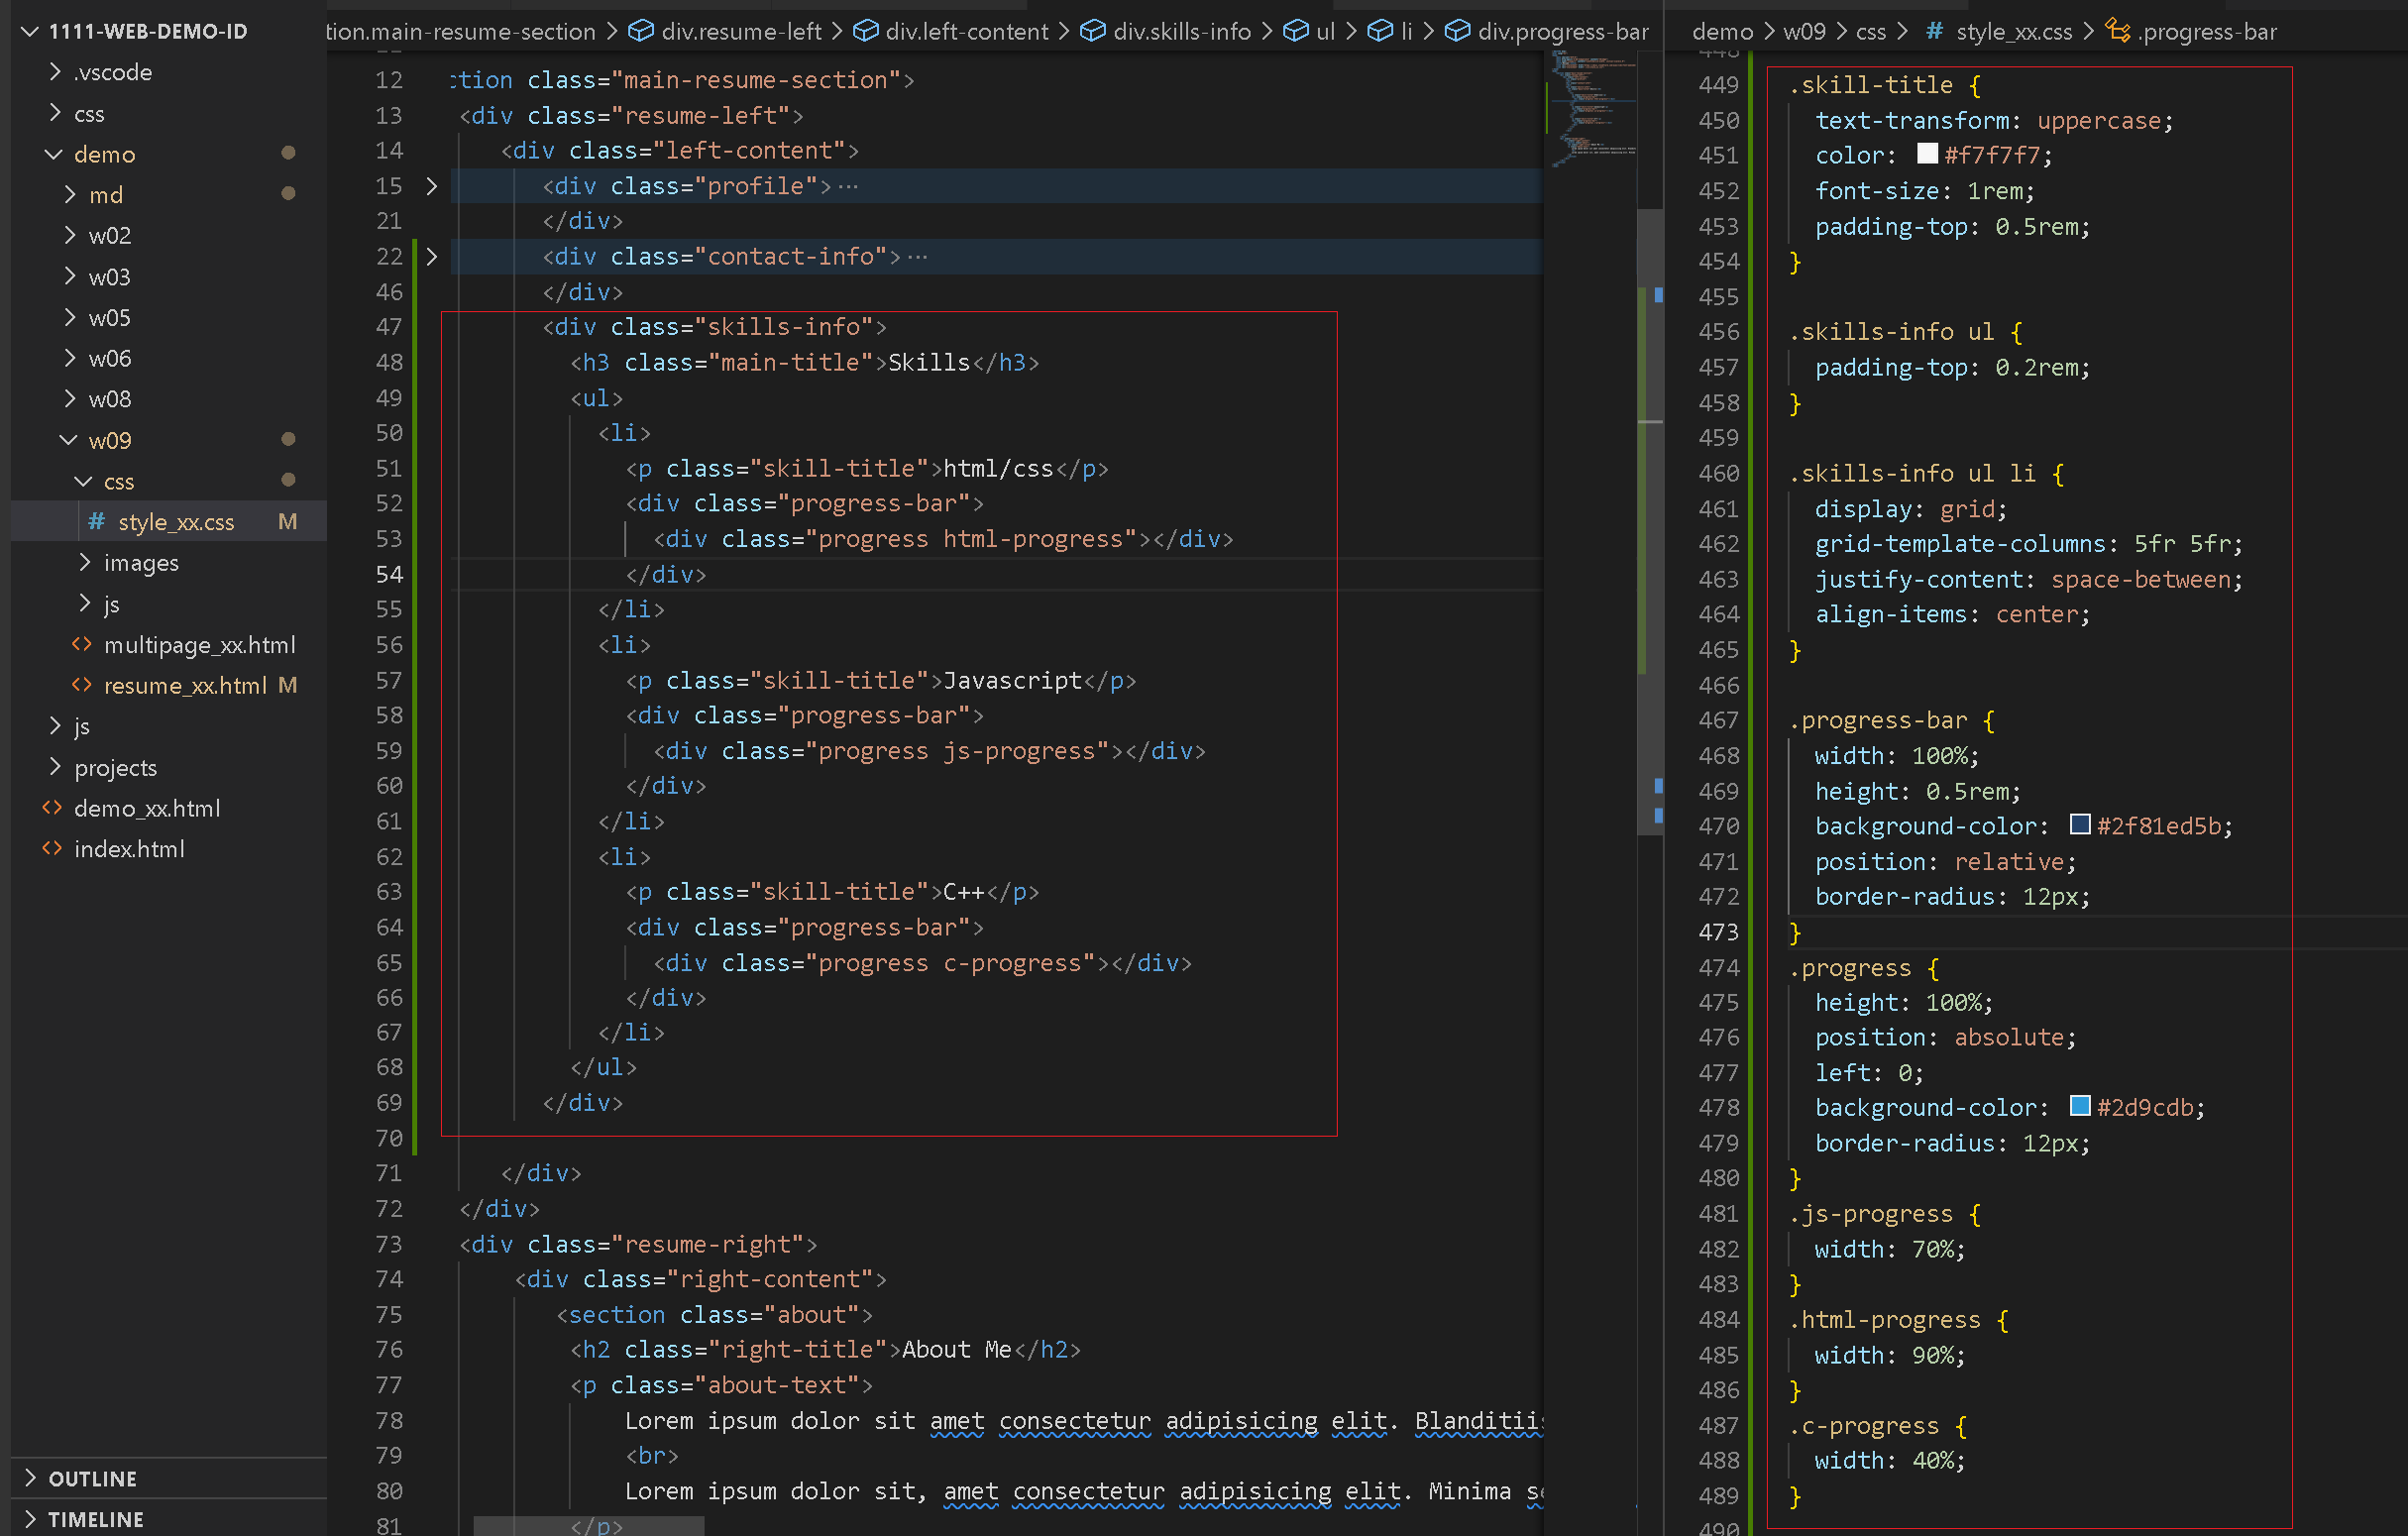 1111-WEB-DEMO-ID
.vscode
css
demo
md
w02
w03
w05
w06
w08
w09
css
# style_xx.css M
images
js
<> multipage_xx.html
<> resume_xx.html M
js
projects
<> demo_xx.html
<> index.html
OUTLINE
TIMELINE
tion.main-resume-section > div.resume-left > div.left-content > div.skills-info > ul > li > div.progress-bar
12 ction class="main-resume-section">
13 <div class="resume-left">
14 <div class="left-content">
15 <div class="profile">···
21 </div>
22 <div class="contact-info">···
46 </div>
47 <div class="skills-info">
48 <h3 class="main-title">Skills</h3>
49 <ul>
50 <li>
51 <p class="skill-title">html/css</p>
52 <div class="progress-bar">
53 <div class="progress html-progress"></div>
54 </div>
55 </li>
56 <li>
57 <p class="skill-title">Javascript</p>
58 <div class="progress-bar">
59 <div class="progress js-progress"></div>
60 </div>
61 </li>
62 <li>
63 <p class="skill-title">C++</p>
64 <div class="progress-bar">
65 <div class="progress c-progress"></div>
66 </div>
67 </li>
68 </ul>
69 </div>
70
71 </div>
72 </div>
73 <div class="resume-right">
74 <div class="right-content">
75 <section class="about">
76 <h2 class="right-title">About Me</h2>
77 <p class="about-text">
78 Lorem ipsum dolor sit amet consectetur adipisicing elit. Blanditiis
79 <br>
80 Lorem ipsum dolor sit, amet consectetur adipisicing elit. Minima se
81 </p>
demo > w09 > css > # style_xx.css > .progress-bar
448
449 .skill-title {
450 text-transform: uppercase;
451 color: #f7f7f7;
452 font-size: 1rem;
453 padding-top: 0.5rem;
454 }
455
456 .skills-info ul {
457 padding-top: 0.2rem;
458 }
459
460 .skills-info ul li {
461 display: grid;
462 grid-template-columns: 5fr 5fr;
463 justify-content: space-between;
464 align-items: center;
465 }
466
467 .progress-bar {
468 width: 100%;
469 height: 0.5rem;
470 background-color: #2f81ed5b;
471 position: relative;
472 border-radius: 12px;
473 }
474 .progress {
475 height: 100%;
476 position: absolute;
477 left: 0;
478 background-color: #2d9cdb;
479 border-radius: 12px;
480 }
481 .js-progress {
482 width: 70%;
483 }
484 .html-progress {
485 width: 90%;
486 }
487 .c-progress {
488 width: 40%;
489 }
490